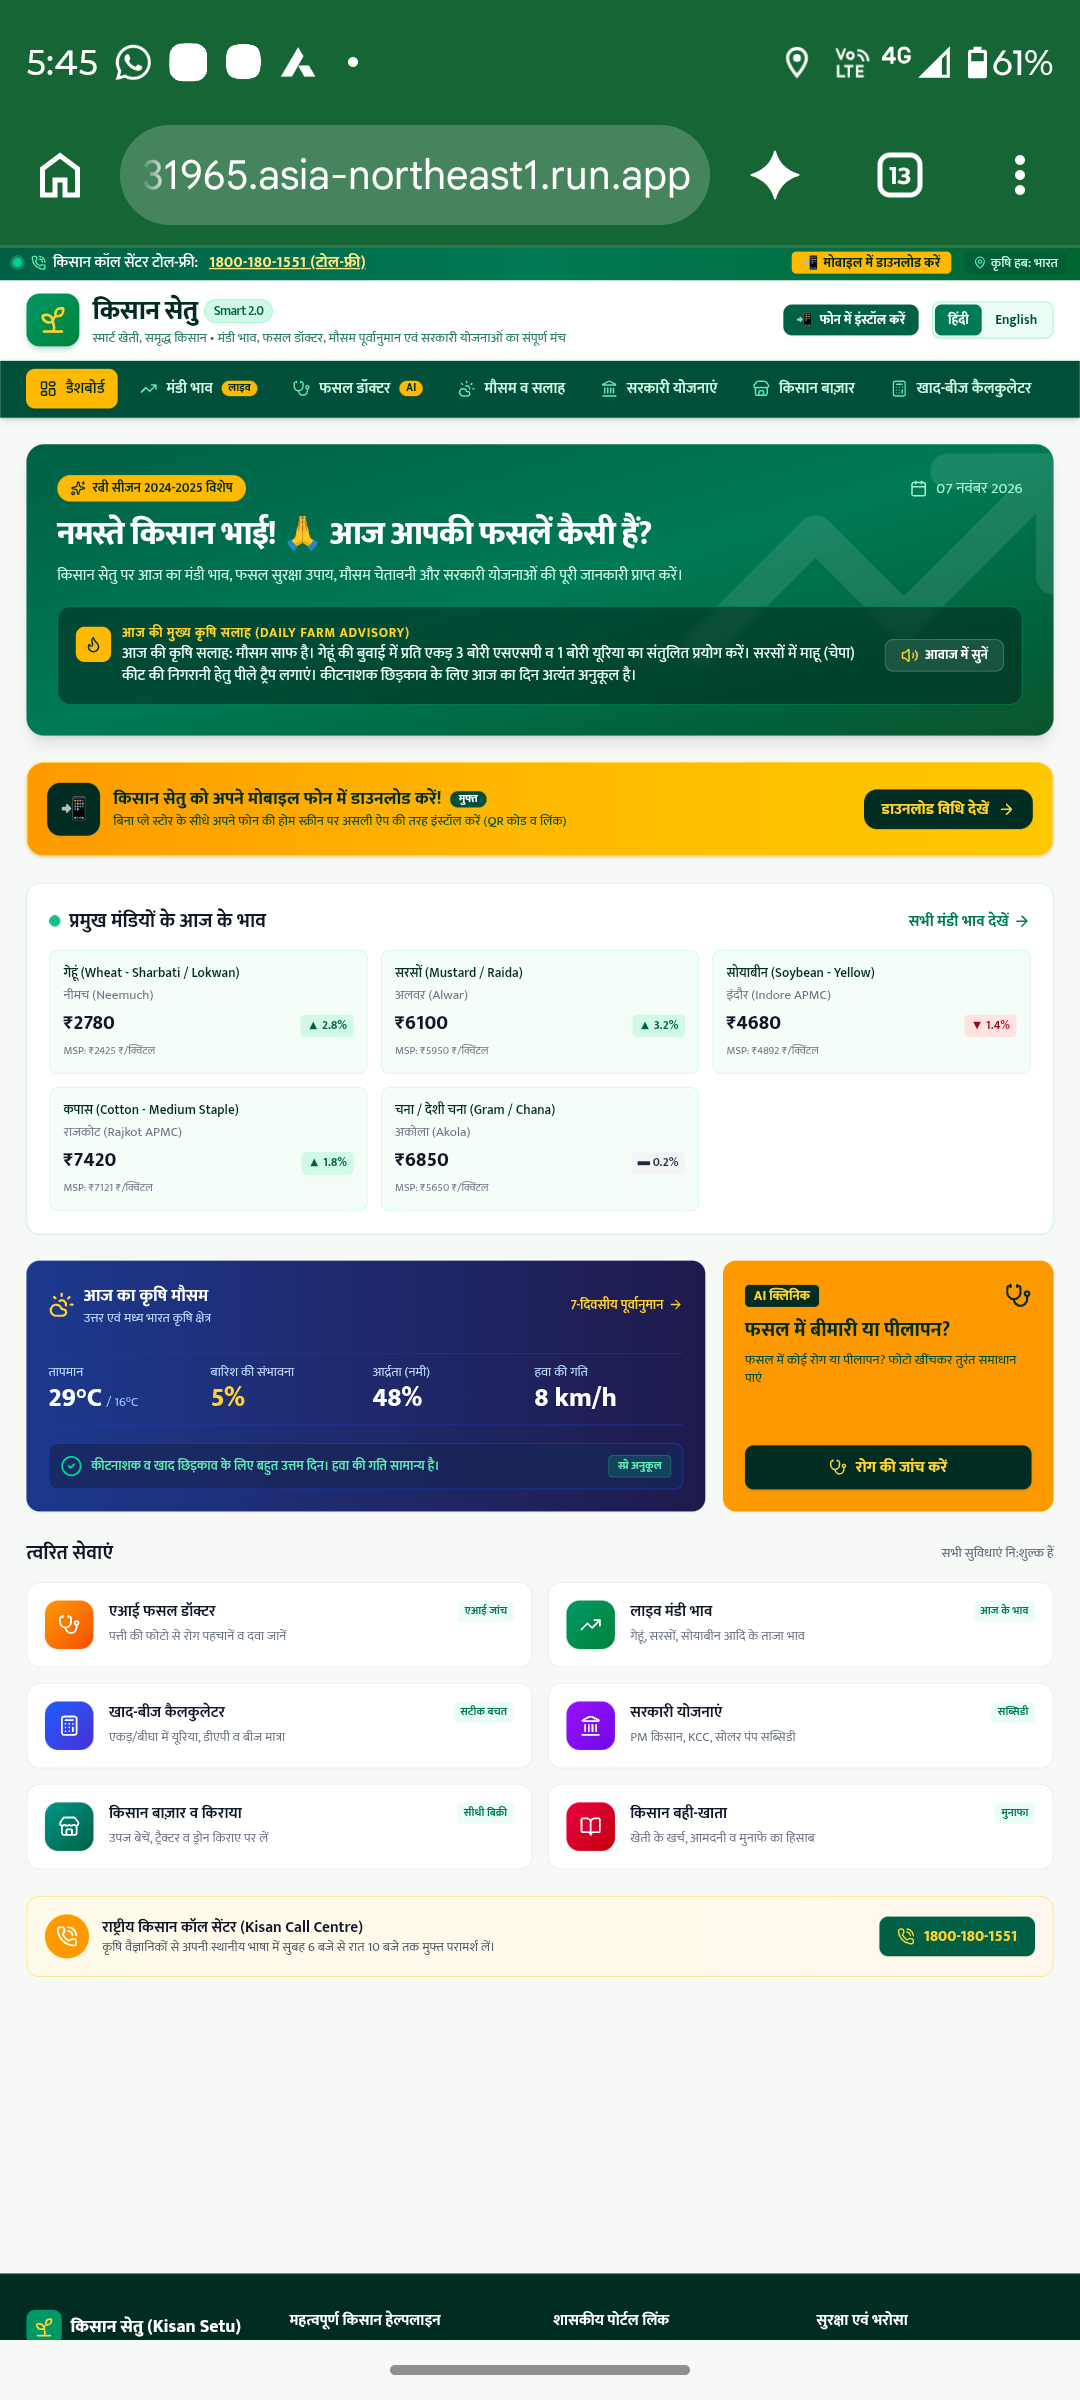 5:45
VoLTE 4G 61%
31965.asia-northeast1.run.app
13
किसान कॉल सेंटर टोल-फ्री: 1800-180-1551 (टोल-फ्री)
मोबाइल में डाउनलोड करें
कृषि हब: भारत
किसान सेतु Smart 2.0
स्मार्ट खेती, समृद्ध किसान • मंडी भाव, फसल डॉक्टर, मौसम पूर्वानुमान एवं सरकारी योजनाओं का संपूर्ण मंच
फोन में इंस्टॉल करें
हिंदी English
डैशबोर्ड मंडी भाव लाइव फसल डॉक्टर AI मौसम व सलाह सरकारी योजनाएं किसान बाज़ार खाद-बीज कैलकुलेटर
रबी सीजन 2024-2025 विशेष
07 नवंबर 2026
नमस्ते किसान भाई! 🙏 आज आपकी फसलें कैसी हैं?
किसान सेतु पर आज का मंडी भाव, फसल सुरक्षा उपाय, मौसम चेतावनी और सरकारी योजनाओं की पूरी जानकारी प्राप्त करें।
आज की मुख्य कृषि सलाह (DAILY FARM ADVISORY)
आज की कृषि सलाह: मौसम साफ है। गेहूं की बुवाई में प्रति एकड़ 3 बोरी एसएसपी व 1 बोरी यूरिया का संतुलित प्रयोग करें। सरसों में माहू (चेपा)
कीट की निगरानी हेतु पीले ट्रैप लगाएं। कीटनाशक छिड़काव के लिए आज का दिन अत्यंत अनुकूल है।
आवाज में सुनें
किसान सेतु को अपने मोबाइल फोन में डाउनलोड करें! मुफ्त
बिना प्ले स्टोर के सीधे अपने फोन की होम स्क्रीन पर असली ऐप की तरह इंस्टॉल करें (QR कोड व लिंक)
डाउनलोड विधि देखें →
प्रमुख मंडियों के आज के भाव
सभी मंडी भाव देखें →
गेहूं (Wheat - Sharbati / Lokwan)
नीमच (Neemuch)
₹2780 ▲ 2.8%
MSP: ₹2425 ₹/क्विंटल
सरसों (Mustard / Raida)
अलवर (Alwar)
₹6100 ▲ 3.2%
MSP: ₹5950 ₹/क्विंटल
सोयाबीन (Soybean - Yellow)
इंदौर (Indore APMC)
₹4680 ▼ 1.4%
MSP: ₹4892 ₹/क्विंटल
कपास (Cotton - Medium Staple)
राजकोट (Rajkot APMC)
₹7420 ▲ 1.8%
MSP: ₹7121 ₹/क्विंटल
चना / देशी चना (Gram / Chana)
अकोला (Akola)
₹6850 ▬ 0.2%
MSP: ₹5650 ₹/क्विंटल
आज का कृषि मौसम
उत्तर एवं मध्य भारत कृषि क्षेत्र
7-दिवसीय पूर्वानुमान →
तापमान
29°C / 16°C
बारिश की संभावना
5%
आर्द्रता (नमी)
48%
हवा की गति
8 km/h
कीटनाशक व खाद छिड़काव के लिए बहुत उत्तम दिन। हवा की गति सामान्य है।
स्प्रे अनुकूल
AI क्लिनिक
फसल में बीमारी या पीलापन?
फसल में कोई रोग या पीलापन? फोटो खींचकर तुरंत समाधान
पाएं
रोग की जांच करें
त्वरित सेवाएं
सभी सुविधाएं नि:शुल्क हैं
एआई फसल डॉक्टर एआई जांच
पत्ती की फोटो से रोग पहचानें व दवा जानें
लाइव मंडी भाव आज के भाव
गेहूं, सरसों, सोयाबीन आदि के ताजा भाव
खाद-बीज कैलकुलेटर सटीक बचत
एकड़/बीघा में यूरिया, डीएपी व बीज मात्रा
सरकारी योजनाएं सब्सिडी
PM किसान, KCC, सोलर पंप सब्सिडी
किसान बाज़ार व किराया सीधी बिक्री
उपज बेचें, ट्रैक्टर व ड्रोन किराए पर लें
किसान बही-खाता मुनाफा
खेती के खर्च, आमदनी व मुनाफे का हिसाब
राष्ट्रीय किसान कॉल सेंटर (Kisan Call Centre)
कृषि वैज्ञानिकों से अपनी स्थानीय भाषा में सुबह 6 बजे से रात 10 बजे तक मुफ्त परामर्श लें।
1800-180-1551
किसान सेतु (Kisan Setu)
महत्वपूर्ण किसान हेल्पलाइन
शासकीय पोर्टल लिंक
सुरक्षा एवं भरोसा